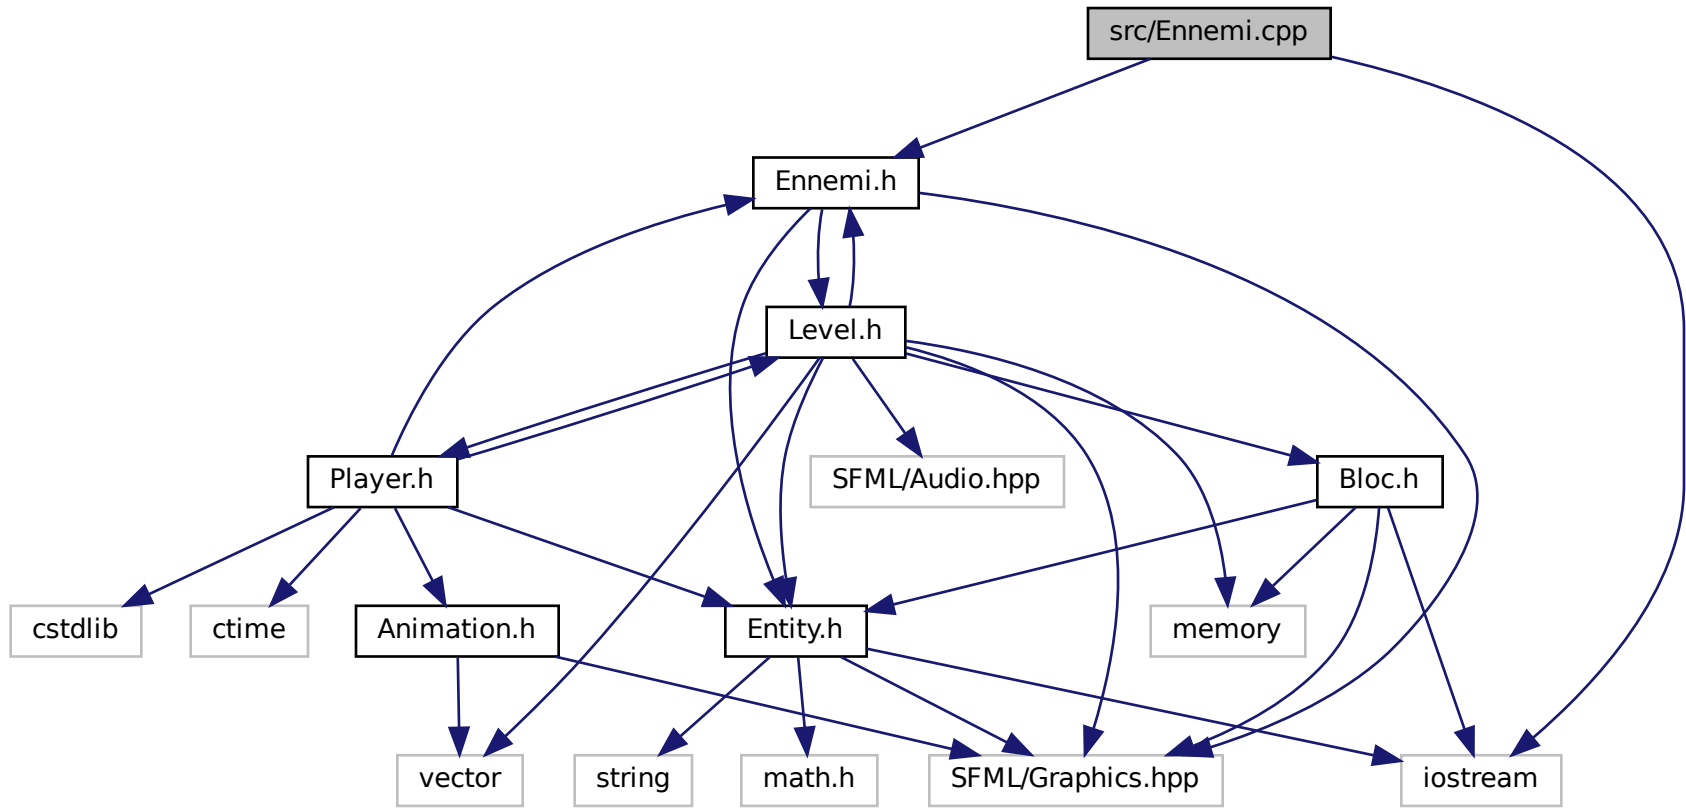 src/Ennemi.cpp
Ennemi.h
Level.h
Player.h
SFML/Audio.hpp
Bloc.h
cstdlib
ctime
Animation.h
Entity.h
memory
vector
string
math.h
SFML/Graphics.hpp
iostream